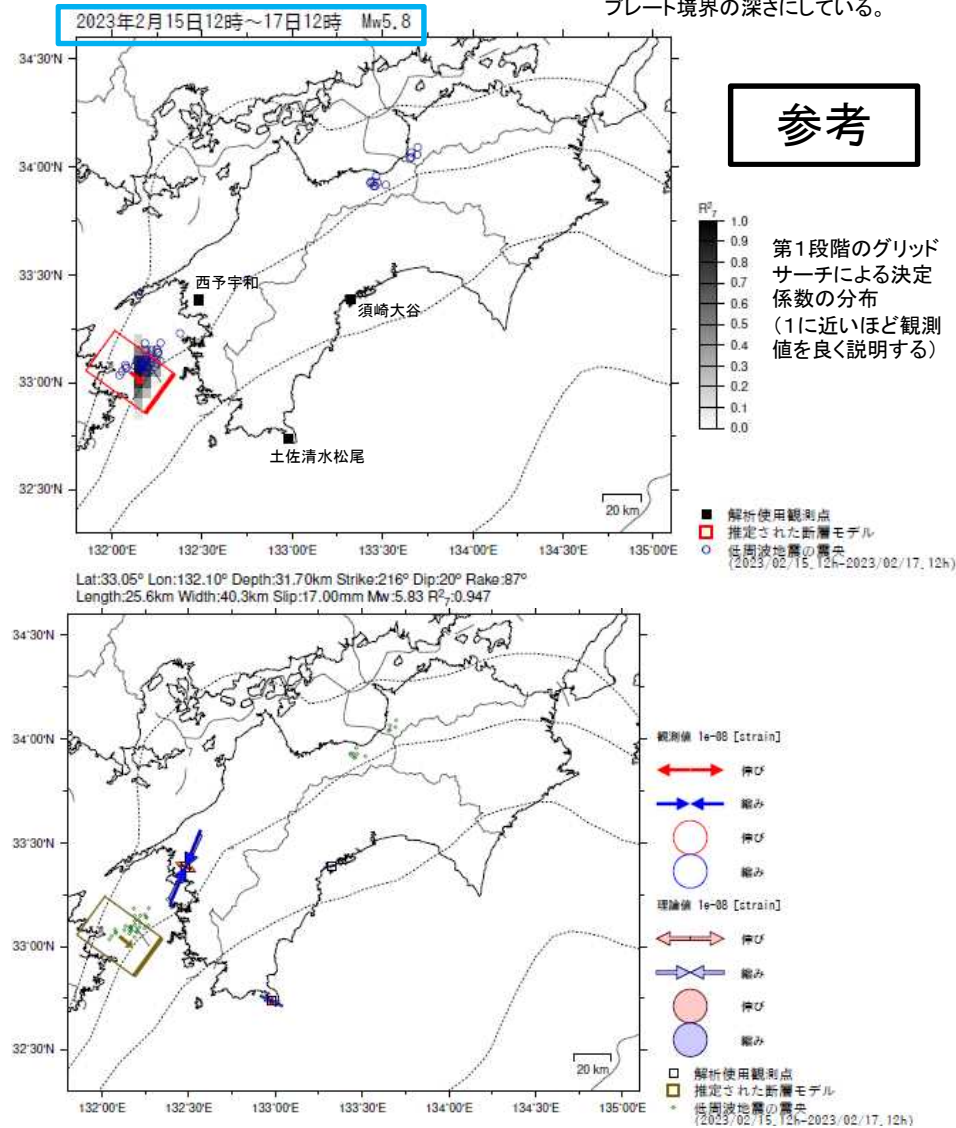 プレート境界の深さにしている。
2023年2月15日12時～17日12時 Mw5.8
参考
34°30'N
34°00'N
33°30'N
33°00'N
32°30'N
西予宇和
須崎大谷
土佐清水松尾
20 km
132°00'E 132°30'E 133°00'E 133°30'E 134°00'E 134°30'E 135°00'E
R²₇
1.0
0.9
0.8
0.7
0.6
0.5
0.4
0.3
0.2
0.1
0.0
第1段階のグリッド
サーチによる決定
係数の分布
(1に近いほど観測
値を良く説明する)
解析使用観測点
推定された断層モデル
低周波地震の震央
(2023/02/15.12h-2023/02/17.12h)
Lat:33.05° Lon:132.10° Depth:31.70km Strike:216° Dip:20° Rake:87°
Length:25.6km Width:40.3km Slip:17.00mm Mw:5.83 R²₇:0.947
34°30'N
34°00'N
33°30'N
33°00'N
32°30'N
20 km
132°00'E 132°30'E 133°00'E 133°30'E 134°00'E 134°30'E 135°00'E
観測値 1e-08 [strain]
伸び
縮み
伸び
縮み
理論値 1e-08 [strain]
伸び
縮み
伸び
縮み
解析使用観測点
推定された断層モデル
低周波地震の震央
(2023/02/15.12h-2023/02/17.12h)